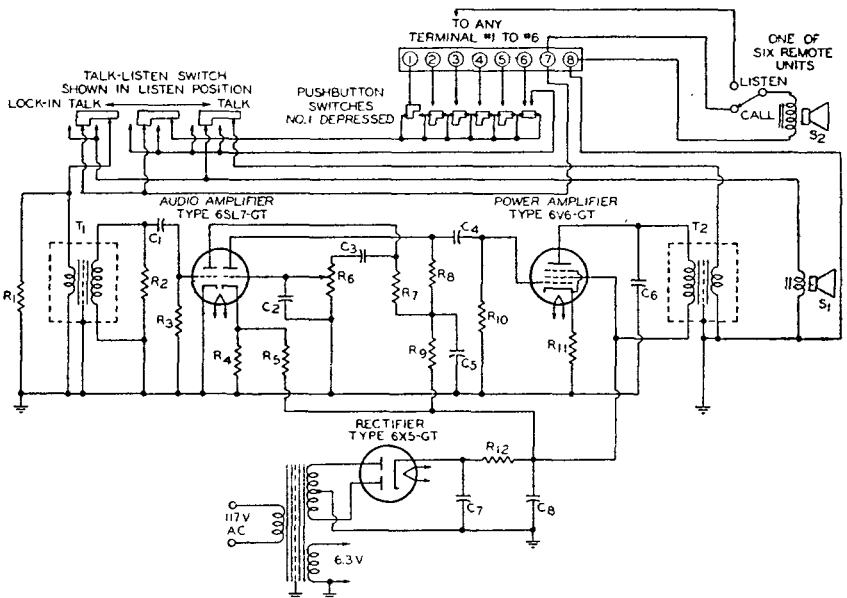 TO ANY
TERMINAL #1 TO #6
ONE OF
SIX REMOTE
UNITS
1 2 3 4 5 6 7 8
LISTEN
CALL
S2
TALK-LISTEN SWITCH
SHOWN IN LISTEN POSITION
LOCK-IN TALK
TALK
PUSHBUTTON
SWITCHES
NO.1 DEPRESSED
AUDIO AMPLIFIER
TYPE 6SL7-GT
POWER AMPLIFIER
TYPE 6V6-GT
T1
T2
C1
C3
C4
R1
R2
R3
C2
R6
R7
R8
R10
C6
S1
R4
R5
R9
C5
R11
RECTIFIER
TYPE 6X5-GT
R12
C7
C8
117V
AC
6.3V